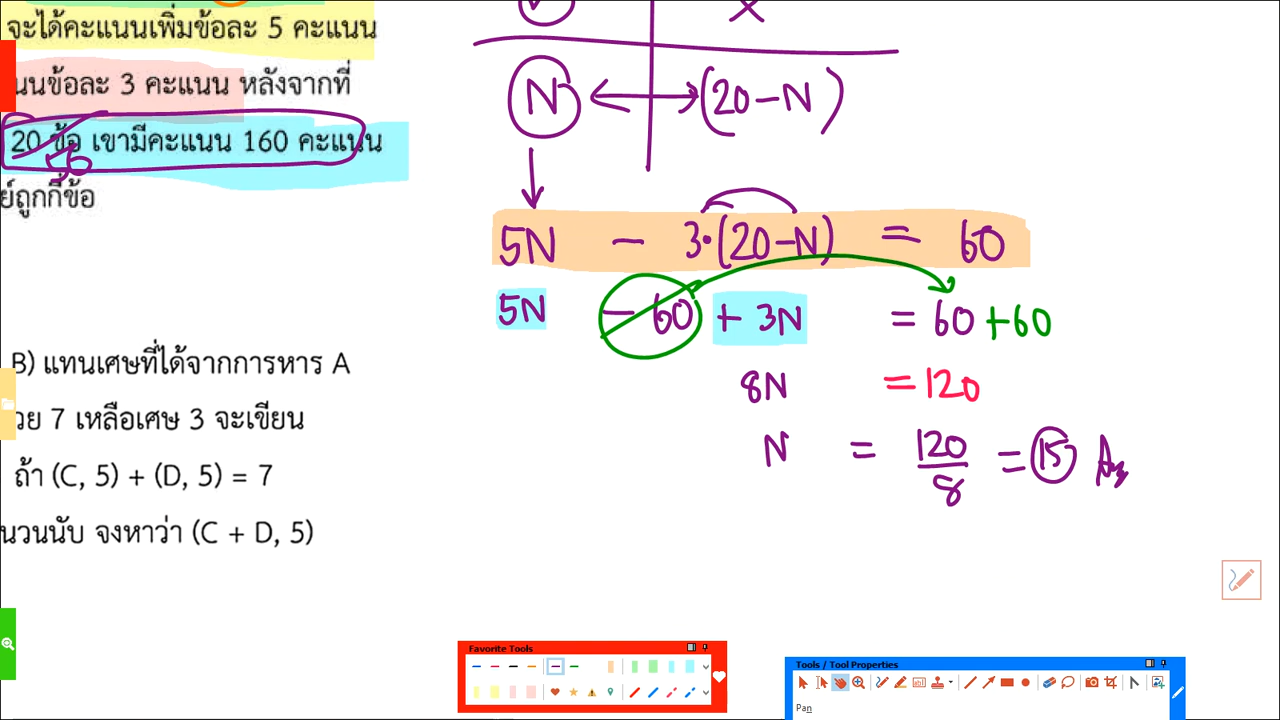 จะได้คะแนนเพิ่มข้อละ 5 คะแนน
นนข้อละ 3 คะแนน หลังจากที่
20 ข้อ เขามีคะแนน 160 คะแนน
ย์ถูกกี่ข้อ
B) แทนเศษที่ได้จากการหาร A
วย 7 เหลือเศษ 3 จะเขียน
ถ้า (C, 5) + (D, 5) = 7
นวนนับ จงหาว่า (C + D, 5)
✓ ×
N (20-N)
5N - 3·(20-N) = 60
5N - 60 + 3N = 60 + 60
8N = 120
N = 120/8 = 15 Ans
Favorite Tools
Tools / Tool Properties
Pan